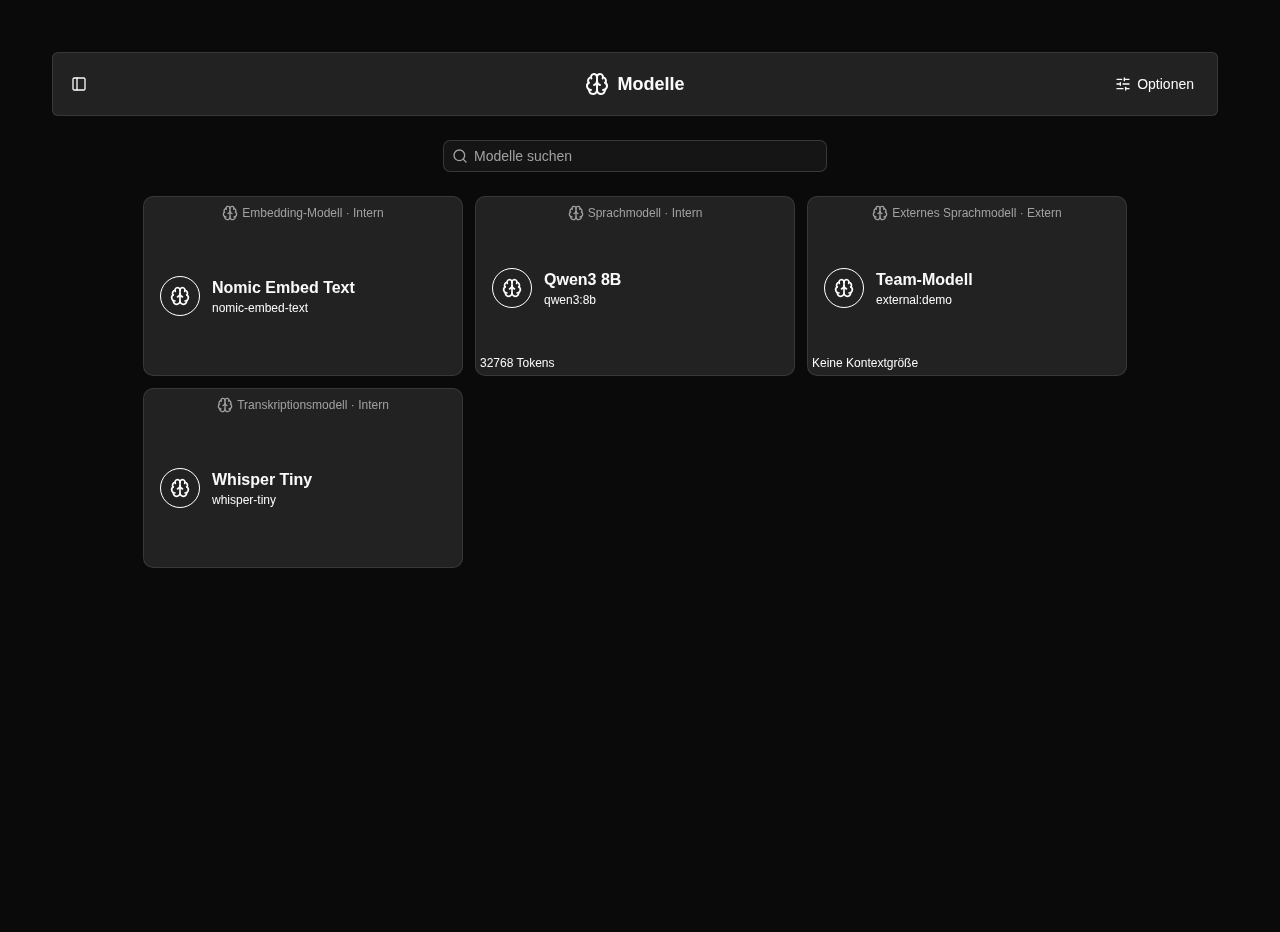 Modelle
Optionen
Modelle suchen
Embedding-Modell · Intern
Nomic Embed Text
nomic-embed-text
Sprachmodell · Intern
Qwen3 8B
qwen3:8b
32768 Tokens
Externes Sprachmodell · Extern
Team-Modell
external:demo
Keine Kontextgröße
Transkriptionsmodell · Intern
Whisper Tiny
whisper-tiny